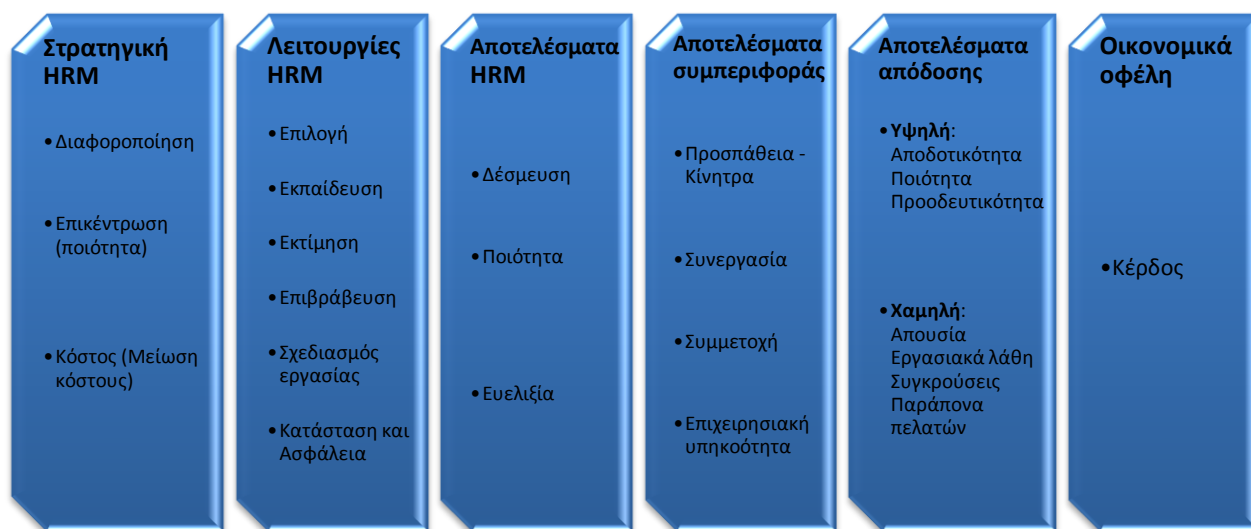 Στρατηγική
HRM
•Διαφοροποίηση
•Επικέντρωση
(ποιότητα)
•Κόστος (Μείωση
κόστους)
Λειτουργίες
HRM
•Επιλογή
•Εκπαίδευση
•Εκτίμηση
•Επιβράβευση
•Σχεδιασμός
εργασίας
•Κατάσταση και
Ασφάλεια
Αποτελέσματα
HRM
•Δέσμευση
•Ποιότητα
•Ευελιξία
Αποτελέσματα
συμπεριφοράς
•Προσπάθεια -
Κίνητρα
•Συνεργασία
•Συμμετοχή
•Επιχειρησιακή
υπηκοότητα
Αποτελέσματα
απόδοσης
•Υψηλή:
Αποδοτικότητα
Ποιότητα
Προοδευτικότητα
•Χαμηλή:
Απουσία
Εργασιακά λάθη
Συγκρούσεις
Παράπονα
πελατών
Οικονομικά
οφέλη
•Κέρδος